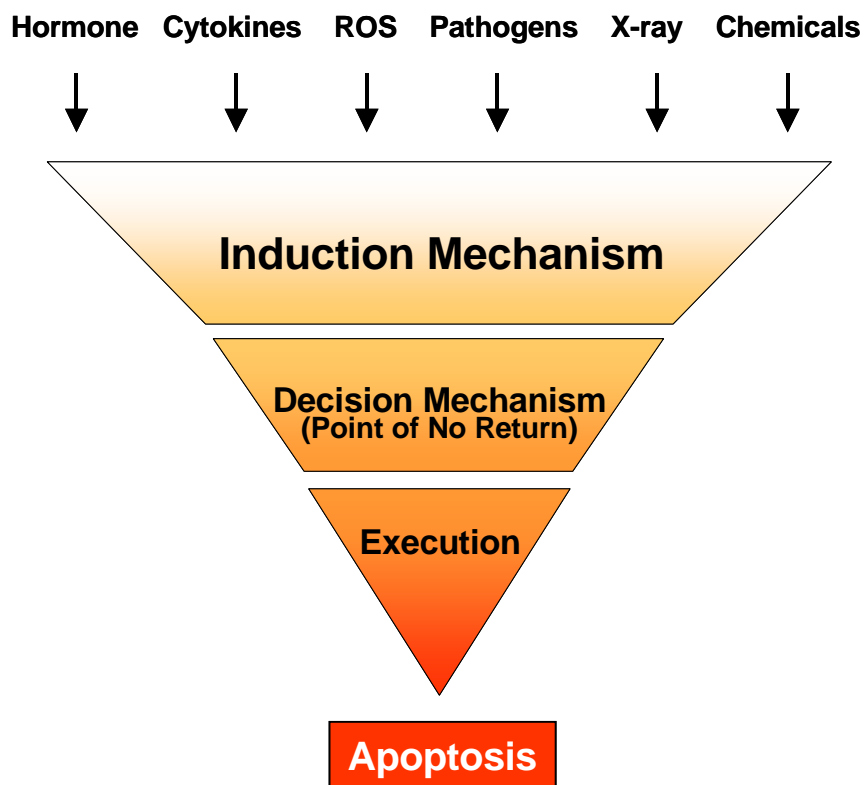 Hormone Cytokines ROS Pathogens X-ray Chemicals
Induction Mechanism
Decision Mechanism
(Point of No Return)
Execution
Apoptosis